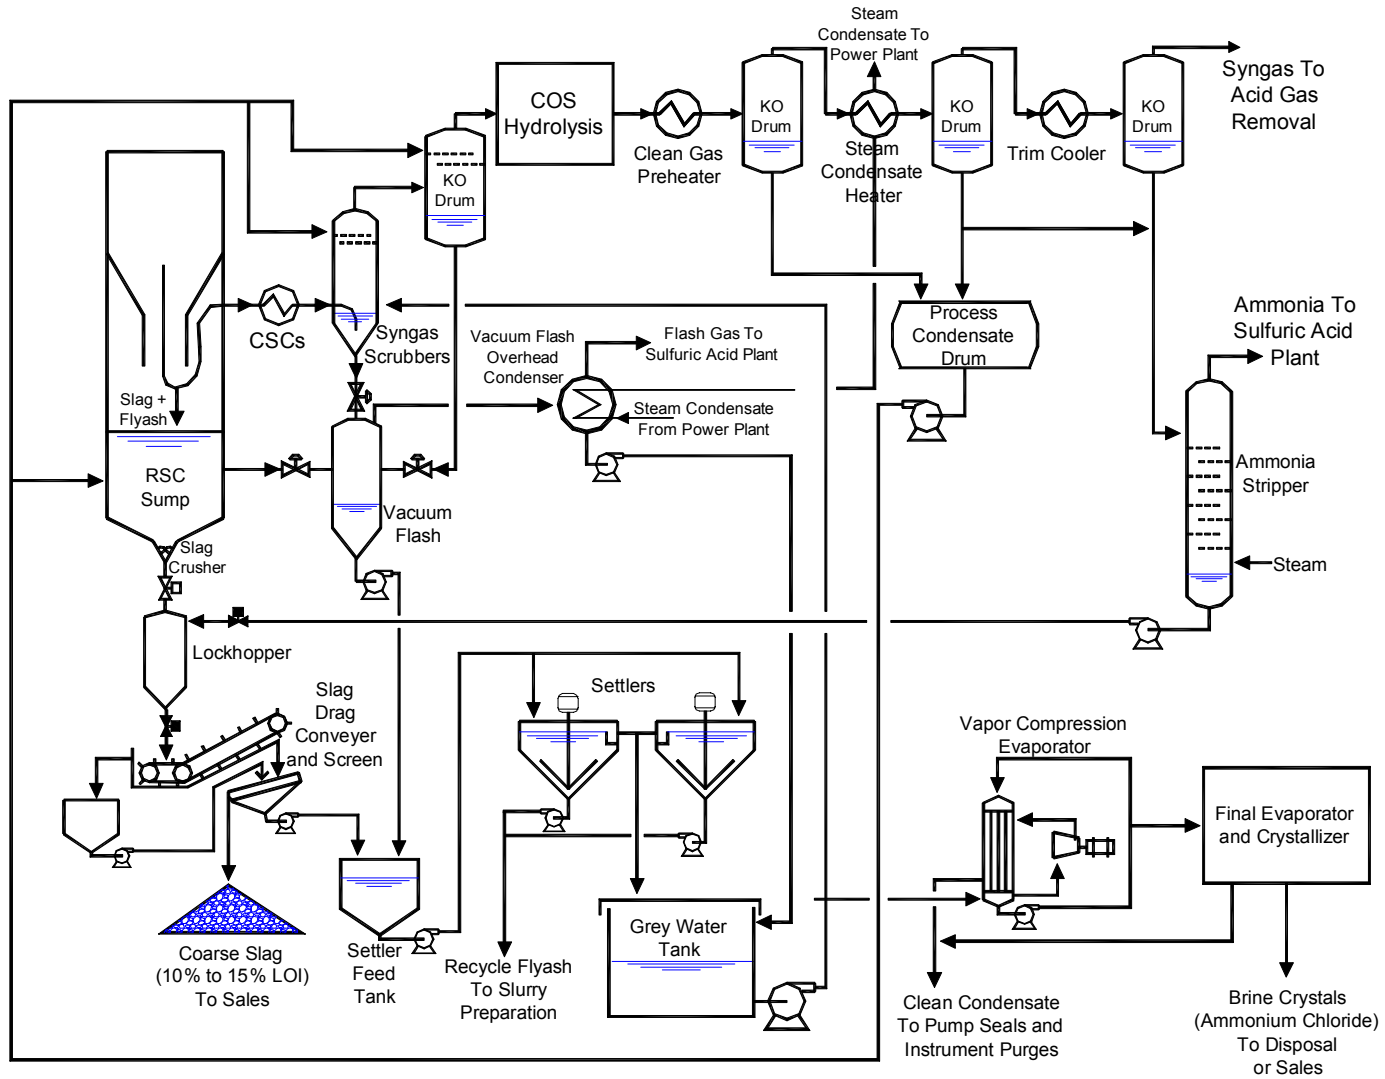 Steam
Condensate To
Power Plant
Syngas To
Acid Gas
Removal
COS
Hydrolysis
KO
Drum
KO
Drum
KO
Drum
KO
Drum
Clean Gas
Preheater
Steam
Condensate
Heater
Trim Cooler
CSCs
Syngas
Scrubbers
Vacuum Flash
Overhead
Condenser
Flash Gas To
Sulfuric Acid Plant
Steam Condensate
From Power Plant
Process
Condensate
Drum
Ammonia To
Sulfuric Acid
Plant
Slag +
Flyash
RSC
Sump
Vacuum
Flash
Ammonia
Stripper
Steam
Slag
Crusher
Lockhopper
Slag
Drag
Conveyer
and Screen
Settlers
Vapor Compression
Evaporator
Final Evaporator
and Crystallizer
Coarse Slag
(10% to 15% LOI)
To Sales
Settler
Feed
Tank
Recycle Flyash
To Slurry
Preparation
Grey Water
Tank
Clean Condensate
To Pump Seals and
Instrument Purges
Brine Crystals
(Ammonium Chloride)
To Disposal
or Sales